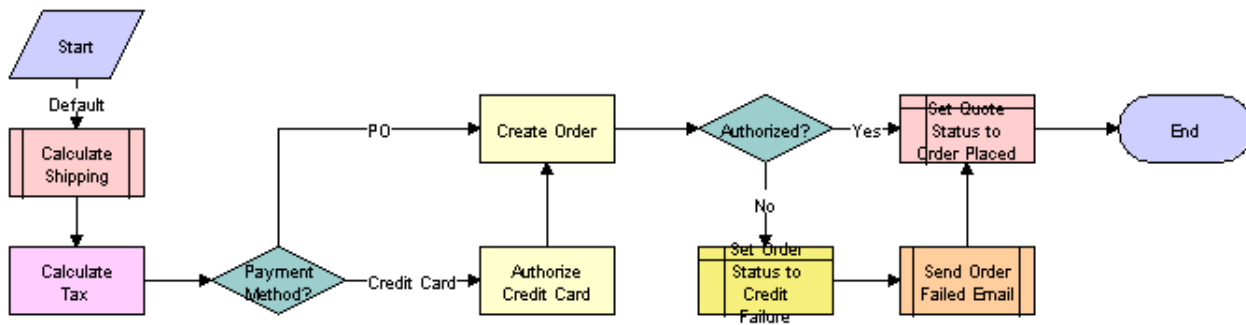 Start
Default
Calculate
Shipping
Calculate
Tax
Payment
Method?
PO
Credit Card
Create Order
Authorize
Credit Card
Authorized?
Yes
No
Set Order
Status to
Credit
Failure
Send Order
Failed Email
Set Quote
Status to
Order Placed
End